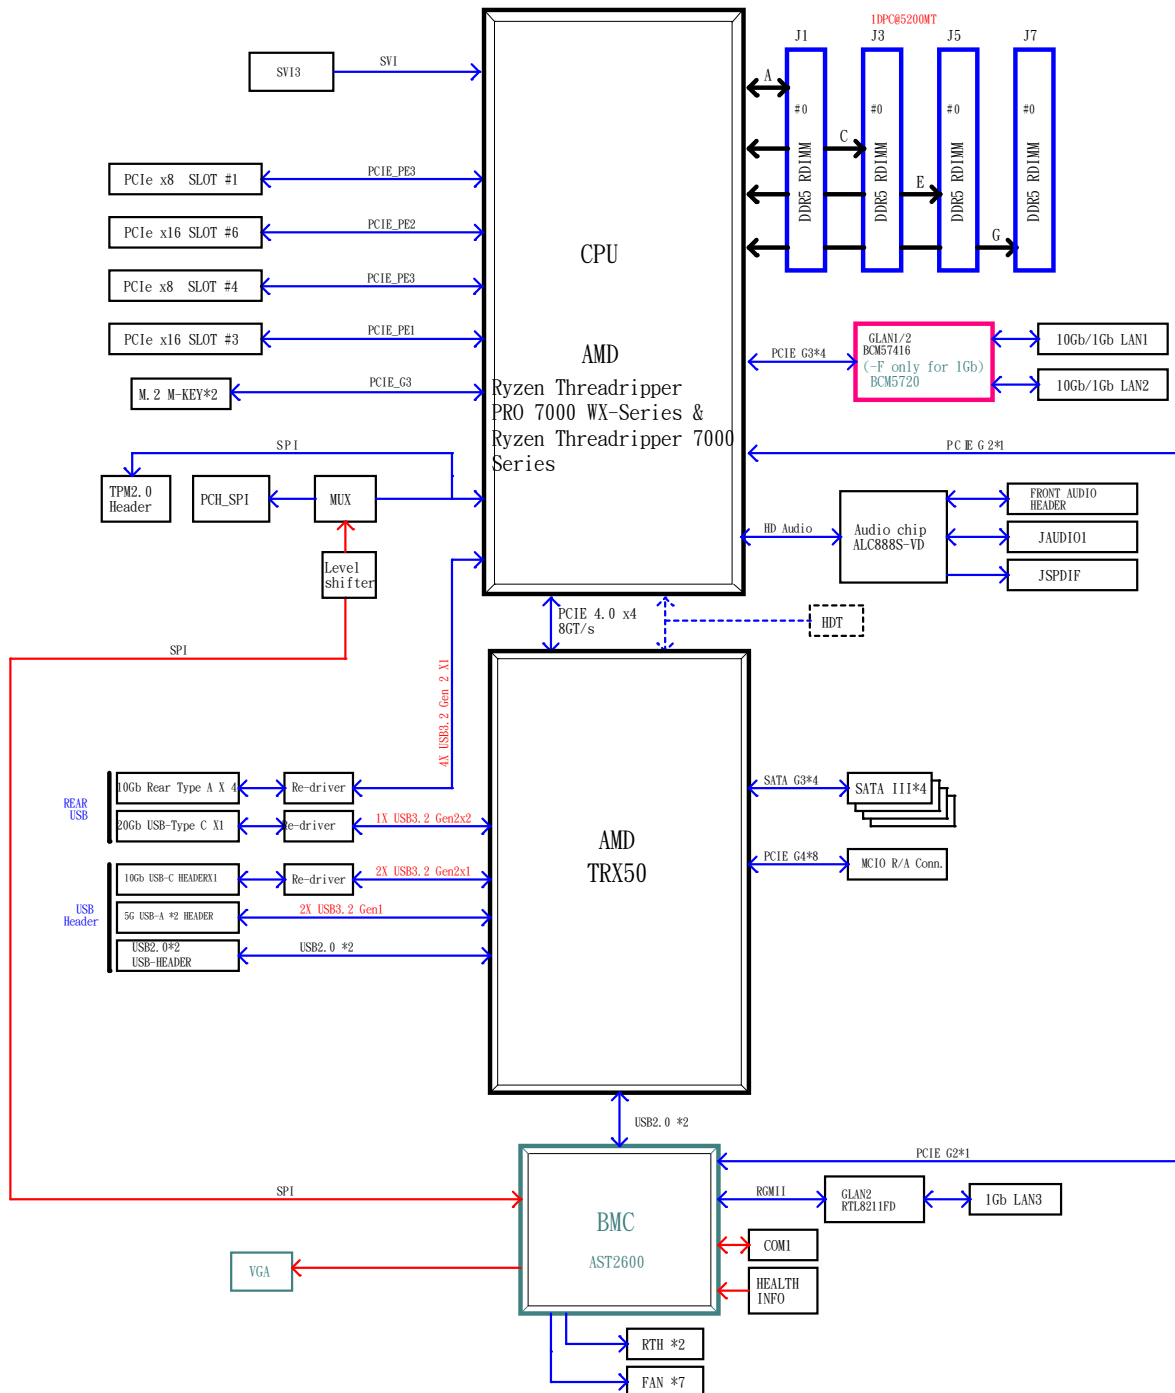 1DPC@5200MT
J1
J3
J5
J7
SVI3
SVI
A
#0
#0
#0
#0
C
E
G
DDR5 RDIMM
DDR5 RDIMM
DDR5 RDIMM
DDR5 RDIMM
PCIe x8 SLOT #1
PCIE_PE3
PCIe x16 SLOT #6
PCIE_PE2
PCIe x8 SLOT #4
PCIE_PE3
PCIe x16 SLOT #3
PCIE_PE1
M.2 M-KEY*2
PCIE_G3
CPU
AMD
Ryzen Threadripper
PRO 7000 WX-Series &
Ryzen Threadripper 7000
Series
PCIE G3*4
GLAN1/2
BCM57416
(-F only for 1Gb)
BCM5720
10Gb/1Gb LAN1
10Gb/1Gb LAN2
PCIE G2*1
SPI
TPM2.0
Header
PCH_SPI
MUX
Level
shifter
SPI
HD Audio
Audio chip
ALC888S-VD
FRONT AUDIO
HEADER
JAUDIO1
JSPDIF
PCIE 4.0 x4
8GT/s
HDT
4X USB3.2 Gen 2 X1
REAR
USB
10Gb Rear Type A X 4
Re-driver
20Gb USB-Type C X1
Re-driver
1X USB3.2 Gen2x2
USB
Header
10Gb USB-C HEADERX1
Re-driver
2X USB3.2 Gen2x1
5G USB-A *2 HEADER
2X USB3.2 Gen1
USB2.0*2
USB-HEADER
USB2.0 *2
AMD
TRX50
SATA G3*4
SATA III*4
PCIE G4*8
MCIO R/A Conn.
USB2.0 *2
PCIE G2*1
SPI
BMC
AST2600
RGMII
GLAN2
RTL8211FD
1Gb LAN3
COM1
HEALTH
INFO
VGA
RTH *2
FAN *7